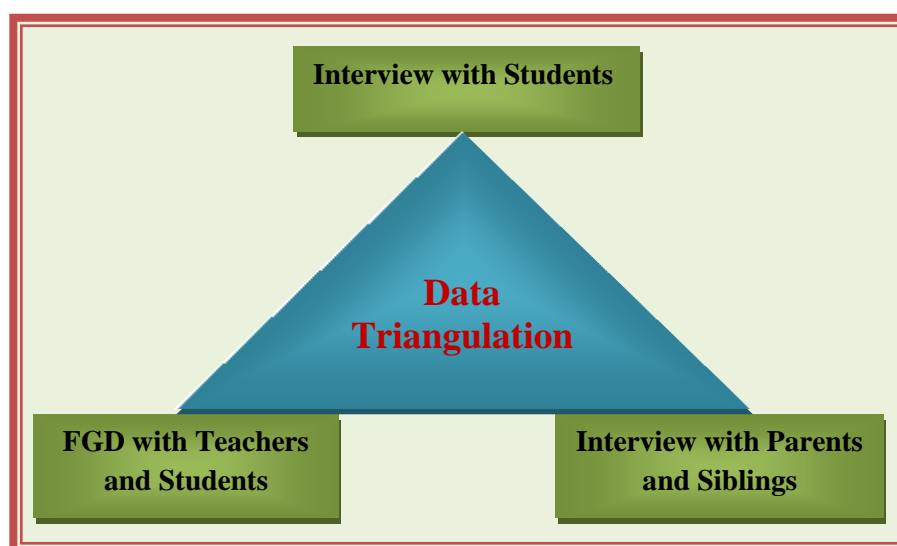 Interview with Students
Data
Triangulation
FGD with Teachers
and Students
Interview with Parents
and Siblings